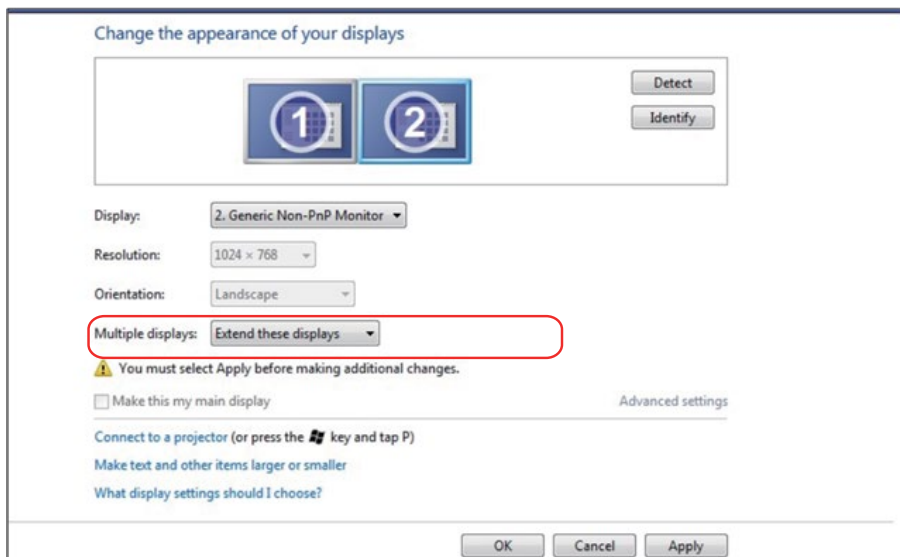 Change the appearance of your displays
1 2
Detect
Identify
Display: 2. Generic Non-PnP Monitor
Resolution: 1024 × 768
Orientation: Landscape
Multiple displays: Extend these displays
You must select Apply before making additional changes.
Make this my main display Advanced settings
Connect to a projector (or press the key and tap P)
Make text and other items larger or smaller
What display settings should I choose?
OK Cancel Apply